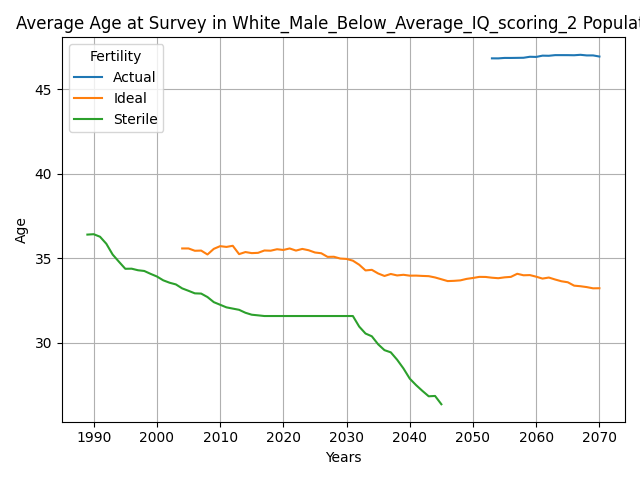 Average Age at Survey in White_Male_Below_Average_IQ_scoring_2 Populat
Fertility
Actual
Ideal
Sterile
Age
45
40
35
30
1990 2000 2010 2020 2030 2040 2050 2060 2070
Years